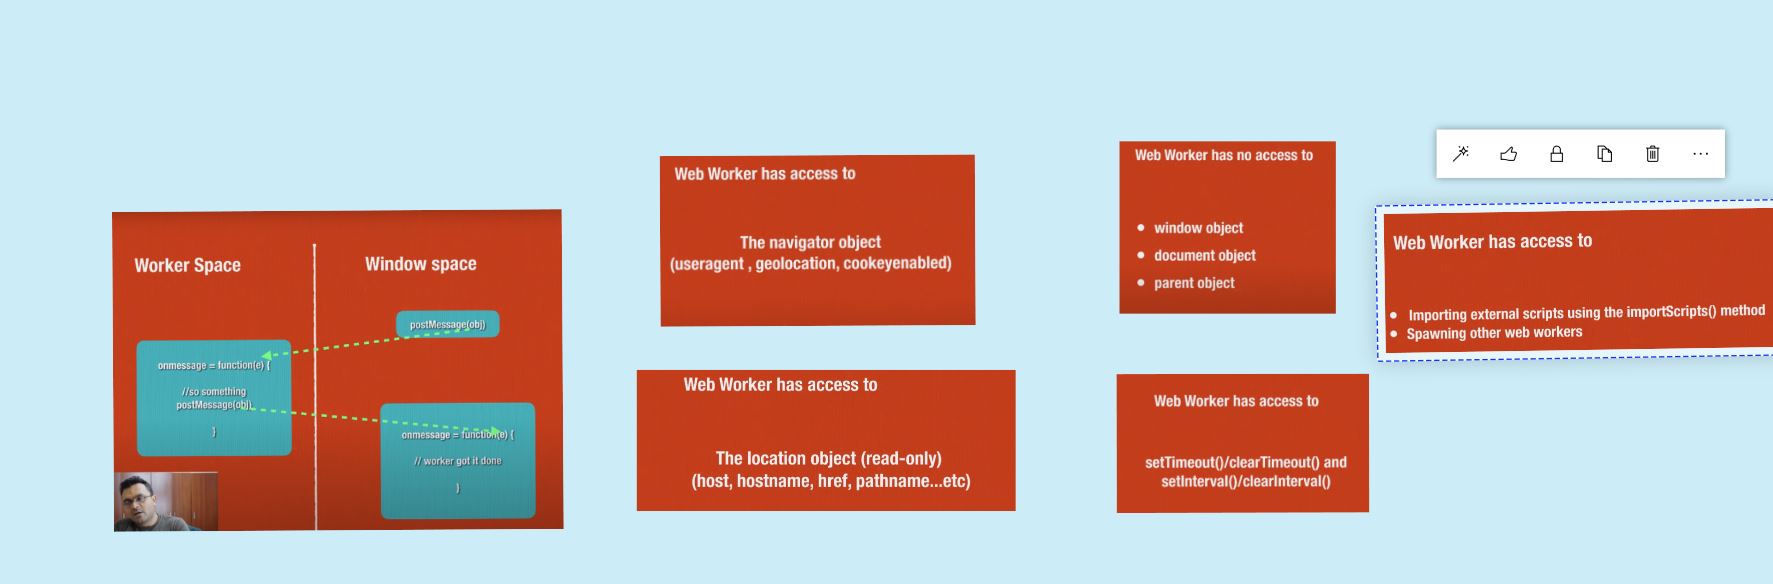 Worker Space
Window space
postMessage(obj)
onmessage = function(e) {
//so something
postMessage(obj)
}
onmessage = function(e) {
// worker got it done
}
Web Worker has access to
The navigator object
(useragent , geolocation, cookeyenabled)
Web Worker has access to
The location object (read-only)
(host, hostname, href, pathname...etc)
Web Worker has no access to
• window object
• document object
• parent object
Web Worker has access to
setTimeout()/clearTimeout() and
setInterval()/clearInterval()
Web Worker has access to
• Importing external scripts using the importScripts() method
• Spawning other web workers